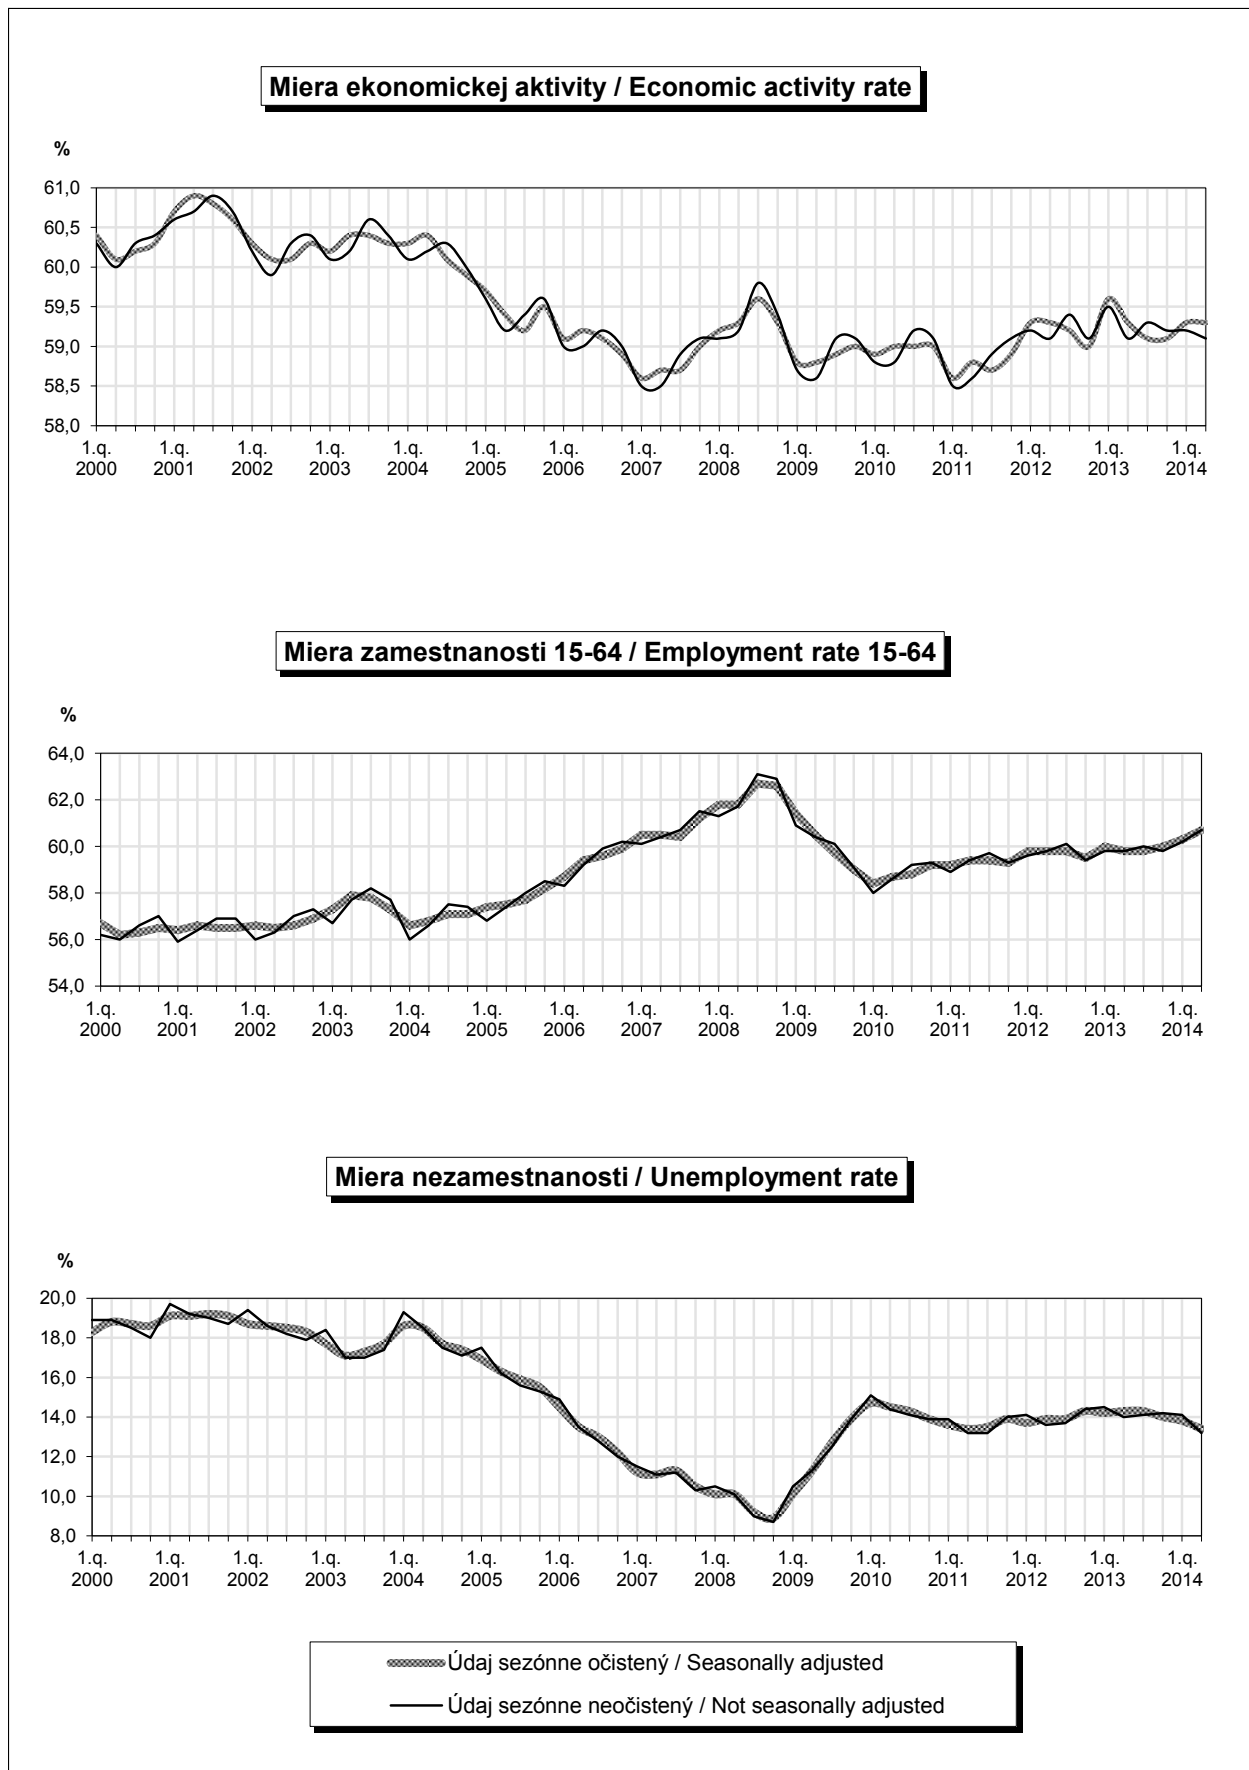 Miera ekonomickej aktivity / Economic activity rate
%
61,0
60,5
60,0
59,5
59,0
58,5
58,0
1.q. 1.q. 1.q. 1.q. 1.q. 1.q. 1.q. 1.q. 1.q. 1.q. 1.q. 1.q. 1.q. 1.q. 1.q.
2000 2001 2002 2003 2004 2005 2006 2007 2008 2009 2010 2011 2012 2013 2014
Miera zamestnanosti 15-64 / Employment rate 15-64
%
64,0
62,0
60,0
58,0
56,0
54,0
1.q. 1.q. 1.q. 1.q. 1.q. 1.q. 1.q. 1.q. 1.q. 1.q. 1.q. 1.q. 1.q. 1.q. 1.q.
2000 2001 2002 2003 2004 2005 2006 2007 2008 2009 2010 2011 2012 2013 2014
Miera nezamestnanosti / Unemployment rate
%
20,0
18,0
16,0
14,0
12,0
10,0
8,0
1.q. 1.q. 1.q. 1.q. 1.q. 1.q. 1.q. 1.q. 1.q. 1.q. 1.q. 1.q. 1.q. 1.q. 1.q.
2000 2001 2002 2003 2004 2005 2006 2007 2008 2009 2010 2011 2012 2013 2014
Údaj sezónne očistený / Seasonally adjusted
Údaj sezónne neočistený / Not seasonally adjusted